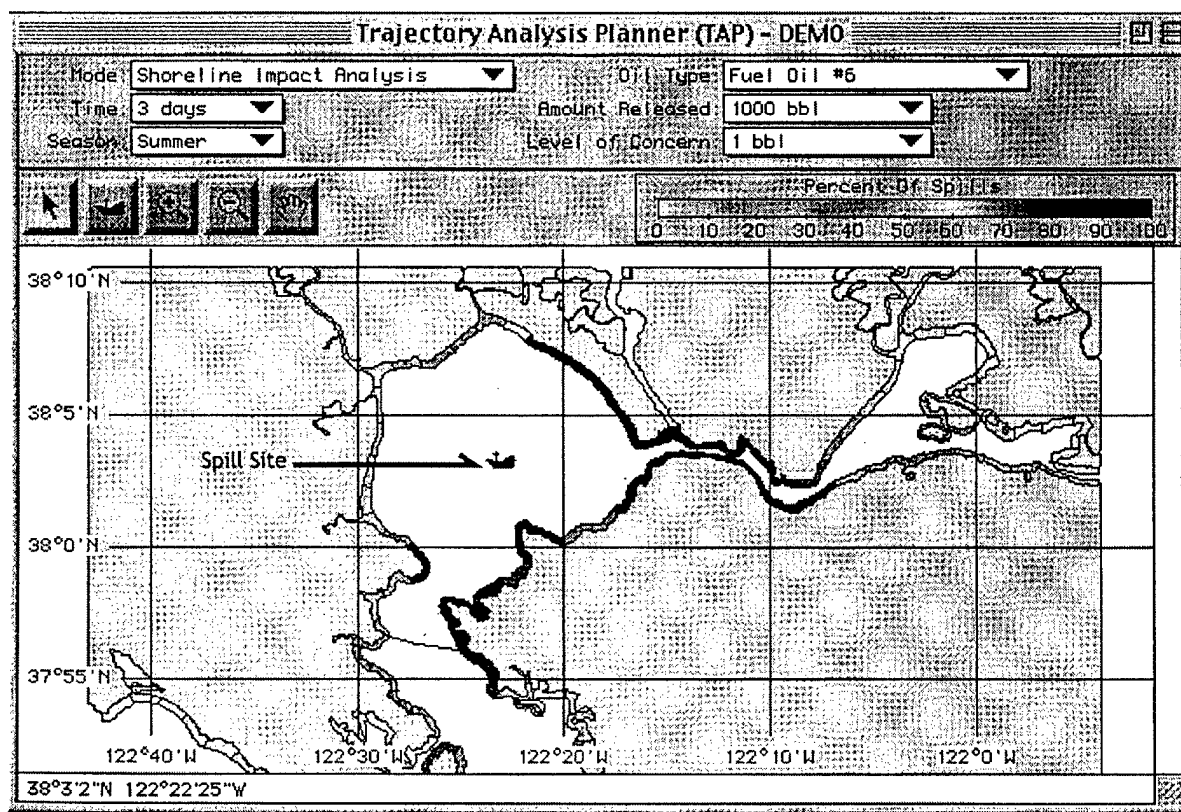 Trajectory Analysis Planner (TAP) - DEMO
Mode: Shoreline Impact Analysis Oil Type: Fuel Oil #6
Time: 3 days Amount Released: 1000 bbl
Season: Summer Level of Concern: 1 bbl
Percent Of Spills
0 10 20 30 40 50 60 70 80 90 100
38°10'N
38°5'N
Spill Site
38°0'N
37°55'N
122°40'W 122°30'W 122°20'W 122°10'W 122°0'W
38°3'2"N 122°22'25"W